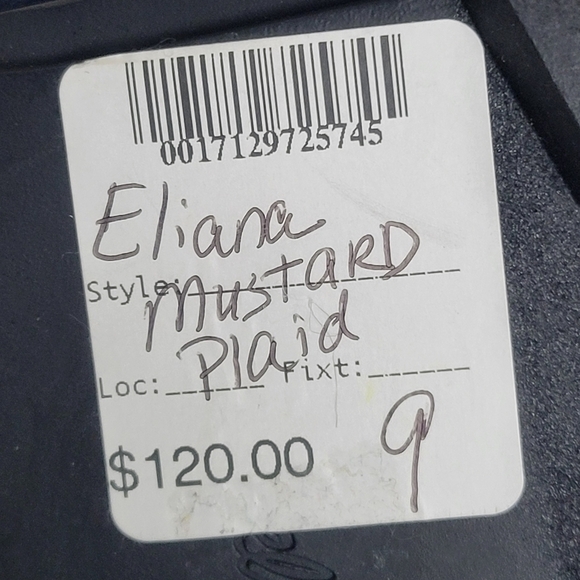 0017129725745
Eliana
Style:
MUSTARD
Plaid
Loc: Fixt:
$120.00 9